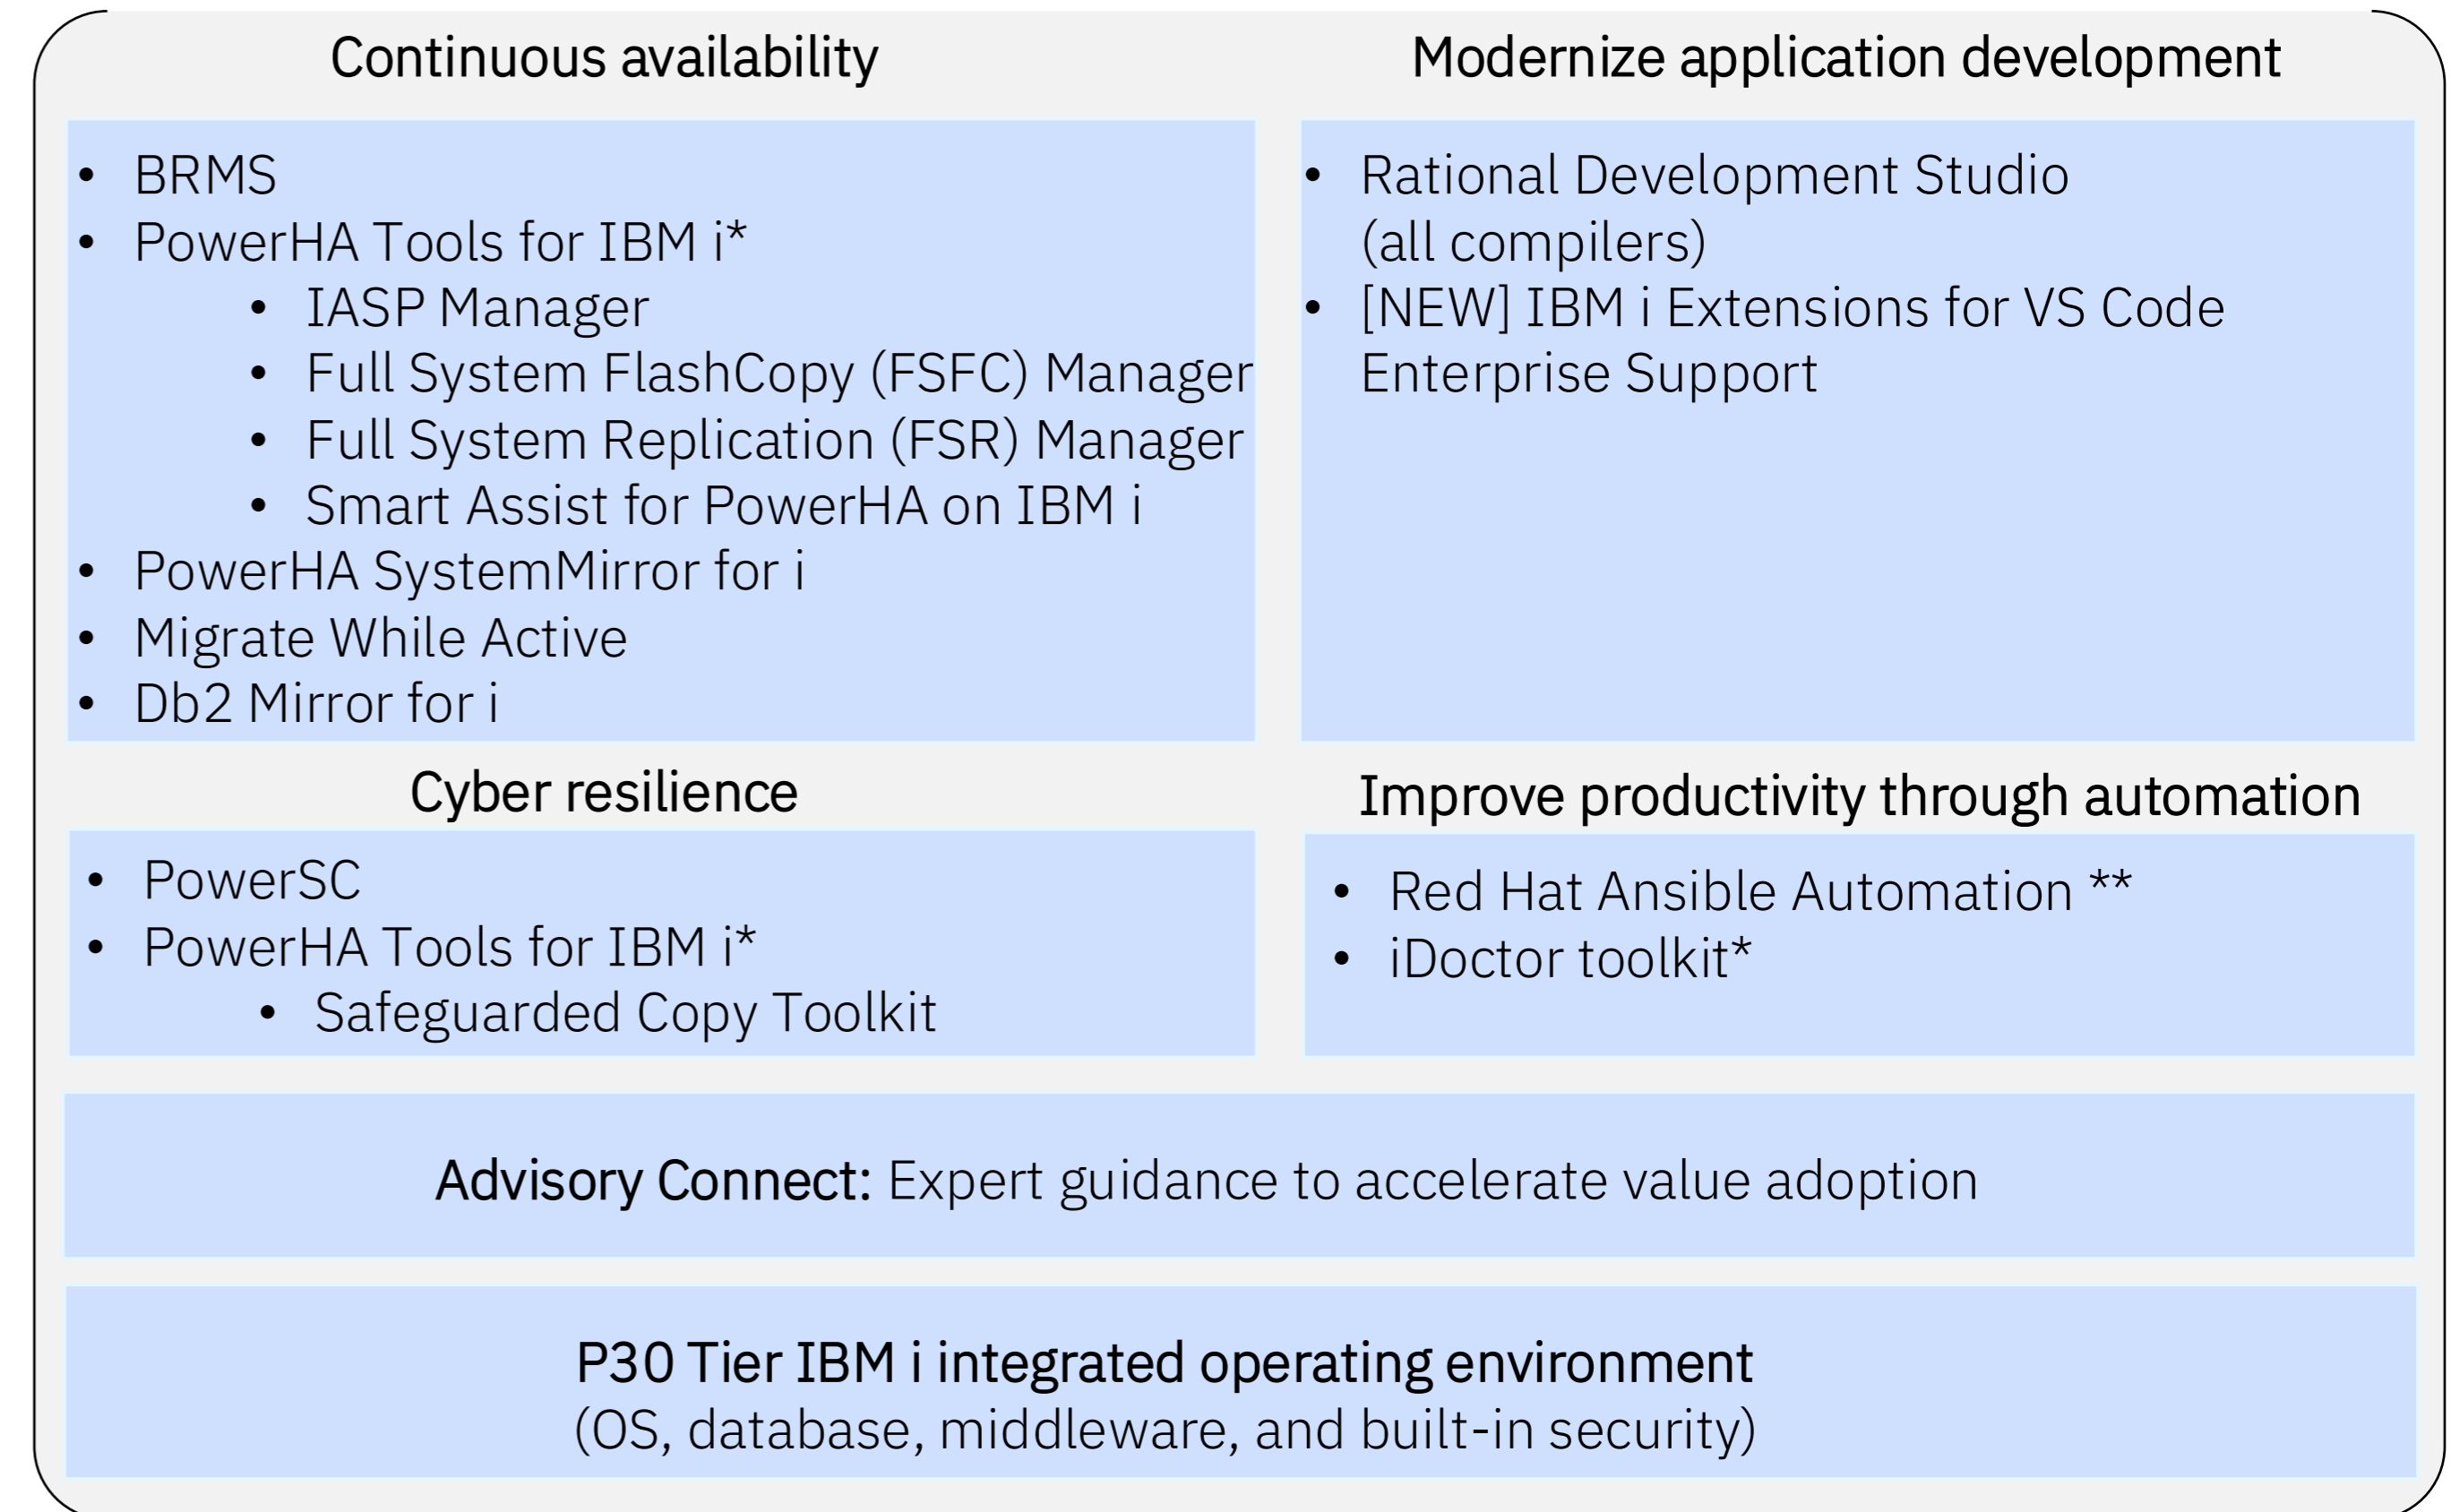 Continuous availability
• BRMS
• PowerHA Tools for IBM i*
• IASP Manager
• Full System FlashCopy (FSFC) Manager
• Full System Replication (FSR) Manager
• Smart Assist for PowerHA on IBM i
• PowerHA SystemMirror for i
• Migrate While Active
• Db2 Mirror for i
Modernize application development
• Rational Development Studio
(all compilers)
• [NEW] IBM i Extensions for VS Code
Enterprise Support
Cyber resilience
• PowerSC
• PowerHA Tools for IBM i*
• Safeguarded Copy Toolkit
Improve productivity through automation
• Red Hat Ansible Automation **
• iDoctor toolkit*
Advisory Connect: Expert guidance to accelerate value adoption
P30 Tier IBM i integrated operating environment
(OS, database, middleware, and built-in security)